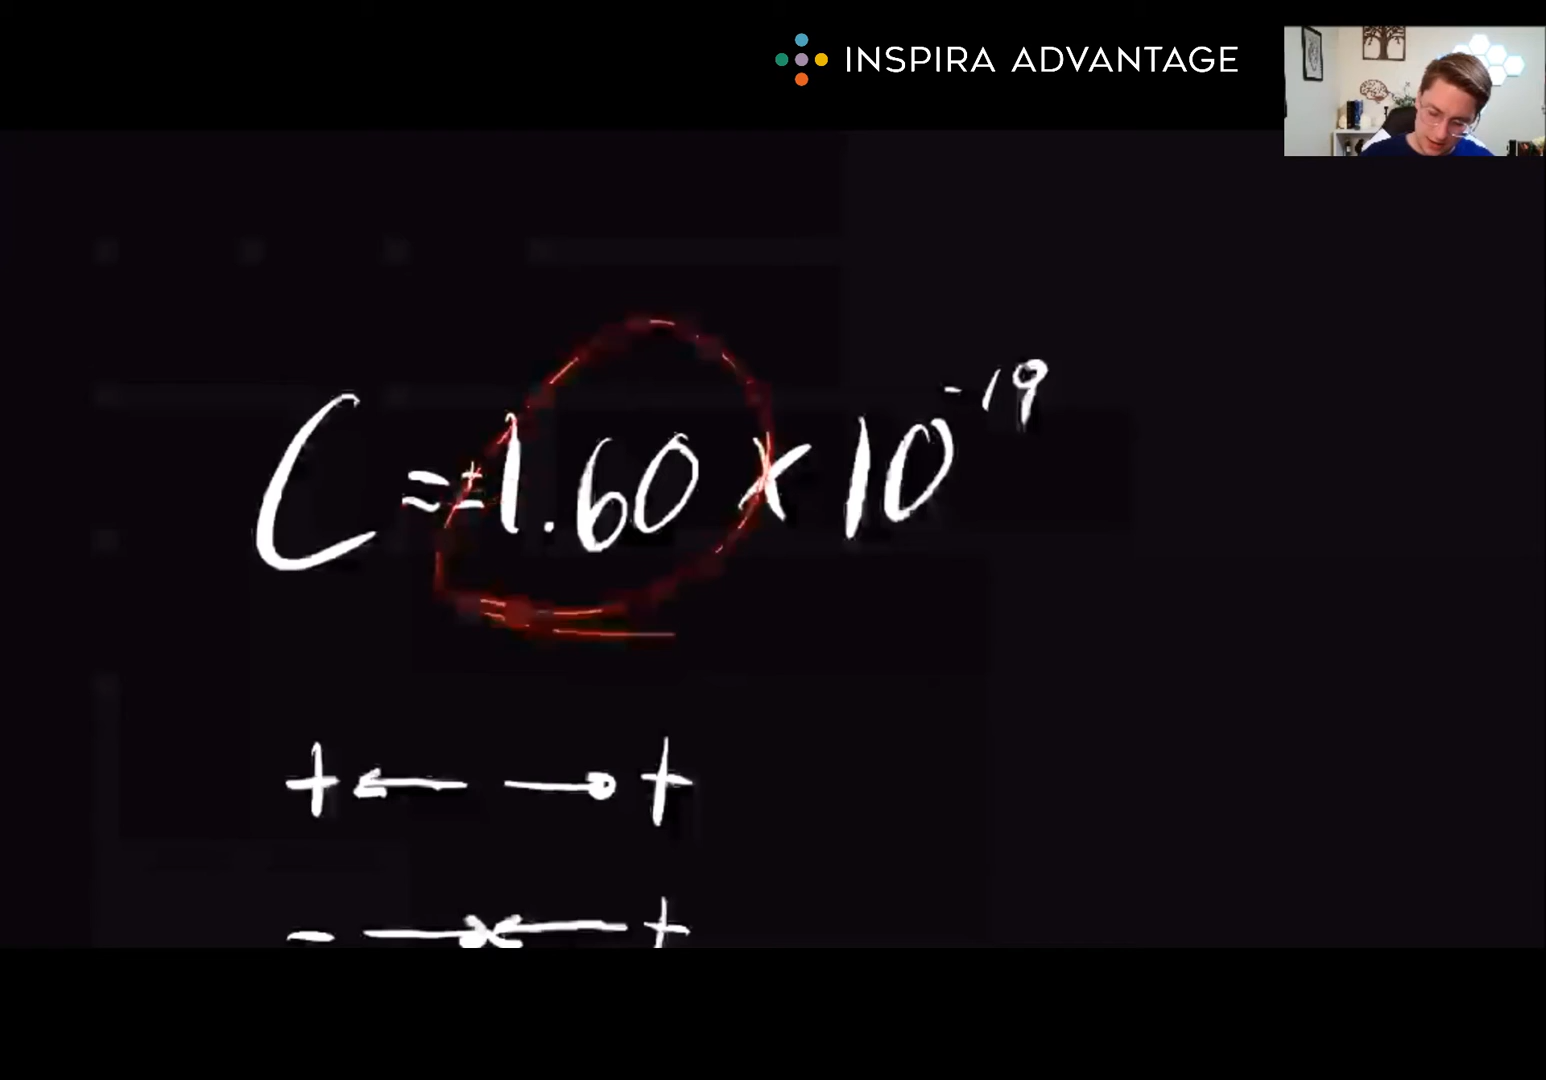 INSPIRA ADVANTAGE
C = ±1.60 x 10^-19
+ ← → +
- → ← +